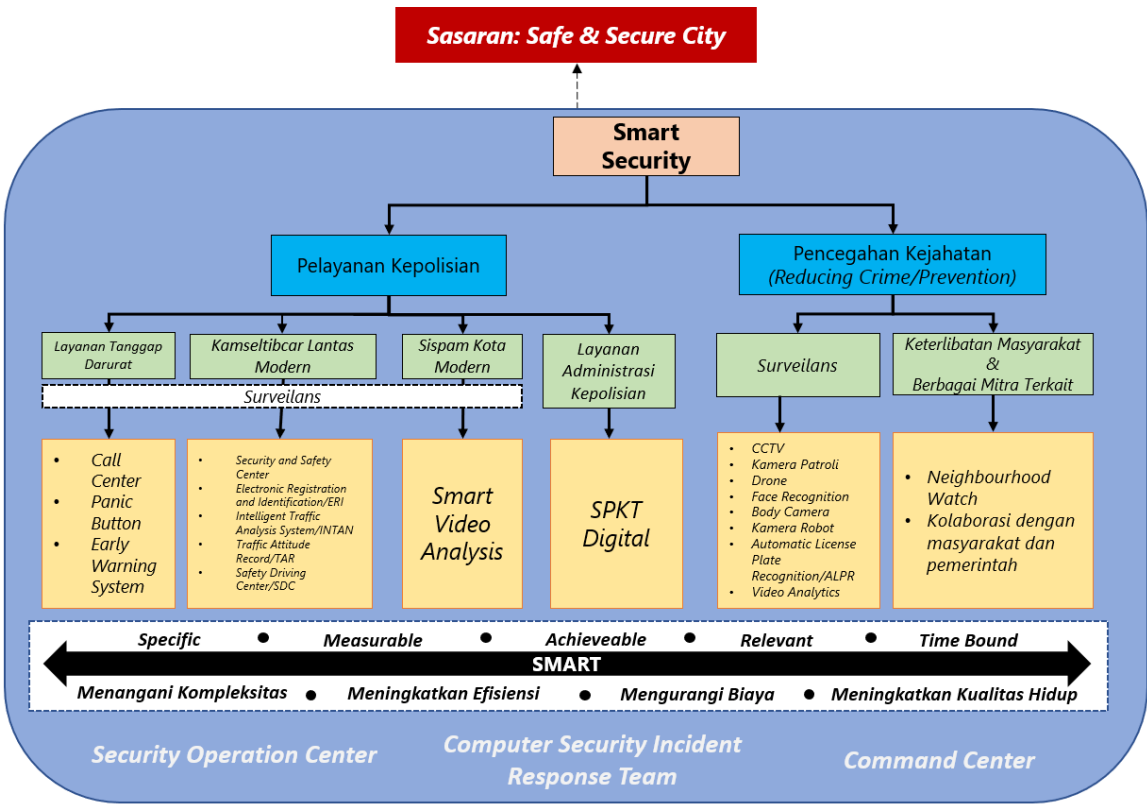 Sasaran: Safe & Secure City
Smart
Security
Pelayanan Kepolisian
Pencegahan Kejahatan
(Reducing Crime/Prevention)
Layanan Tanggap
Darurat
Kamseltibcar Lantas
Modern
Sispam Kota
Modern
Layanan
Administrasi
Kepolisian
Surveilans
Keterlibatan Masyarakat
&
Berbagai Mitra Terkait
Surveilans
• Call
Center
• Panic
Button
• Early
Warning
System
• Security and Safety
Center
• Electronic Registration
and Identification/ERI
• Intelligent Traffic
Analysis System/INTAN
• Traffic Attitude
Record/TAR
• Safety Driving
Center/SDC
Smart
Video
Analysis
SPKT
Digital
• CCTV
• Kamera Patroli
• Drone
• Face Recognition
• Body Camera
• Kamera Robot
• Automatic License
Plate
Recognition/ALPR
• Video Analytics
• Neighbourhood
Watch
• Kolaborasi dengan
masyarakat dan
pemerintah
Specific • Measurable • Achieveable • Relevant • Time Bound
SMART
Menangani Kompleksitas • Meningkatkan Efisiensi • Mengurangi Biaya • Meningkatkan Kualitas Hidup
Security Operation Center
Computer Security Incident
Response Team
Command Center